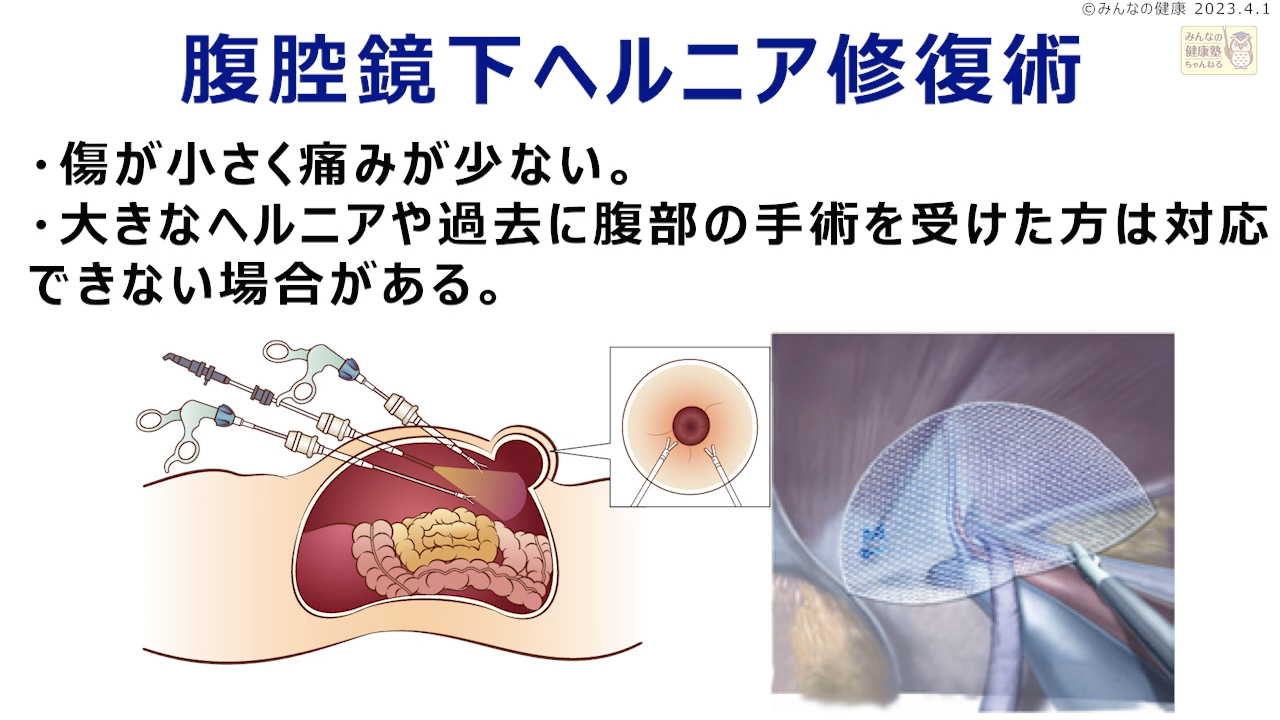 ©みんなの健康 2023.4.1
みんなの
健康塾
ちゃんねる
腹腔鏡下ヘルニア修復術
・傷が小さく痛みが少ない。
・大きなヘルニアや過去に腹部の手術を受けた方は対応
できない場合がある。